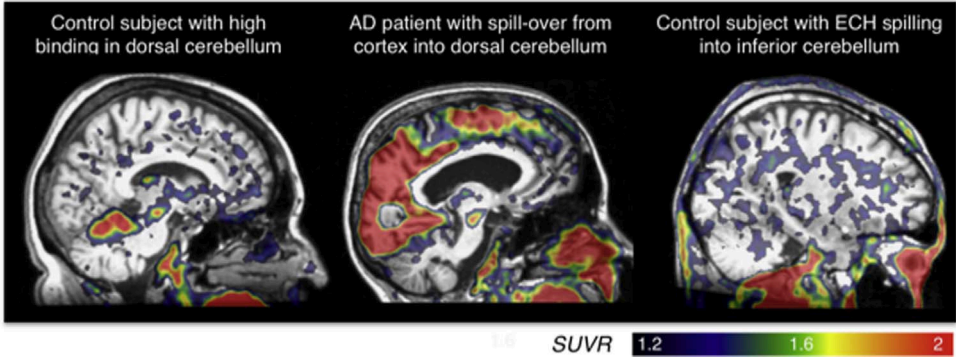 Control subject with high
binding in dorsal cerebellum
AD patient with spill-over from
cortex into dorsal cerebellum
Control subject with ECH spilling
into inferior cerebellum
1.6
SUVR
1.2
1.6
2